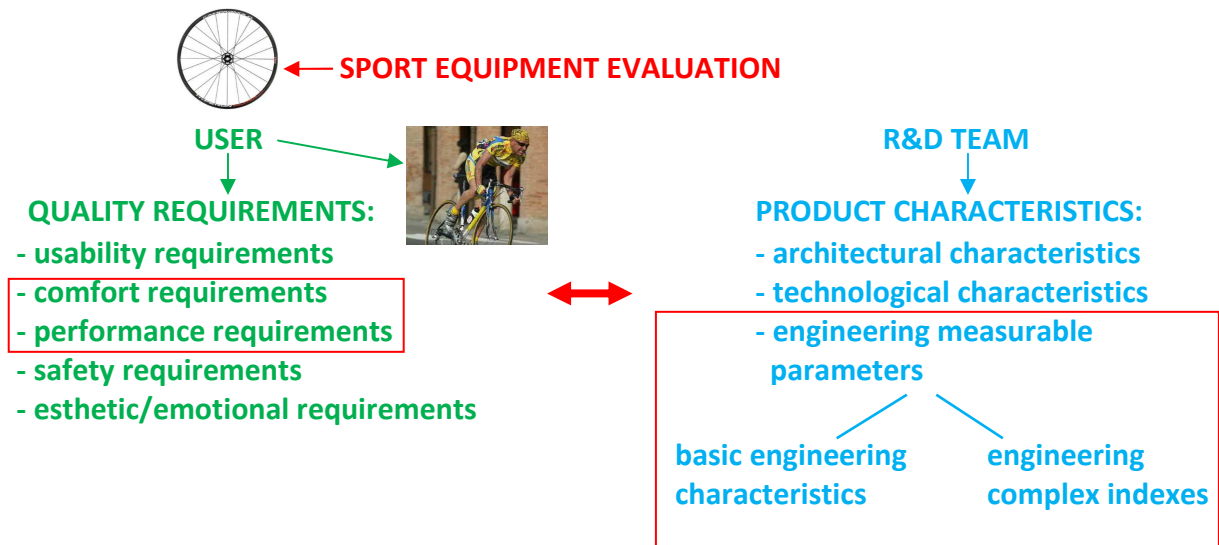 SPORT EQUIPMENT EVALUATION
USER
QUALITY REQUIREMENTS:
- usability requirements
- comfort requirements
- performance requirements
- safety requirements
- esthetic/emotional requirements
R&D TEAM
PRODUCT CHARACTERISTICS:
- architectural characteristics
- technological characteristics
- engineering measurable
parameters
basic engineering
characteristics
engineering
complex indexes